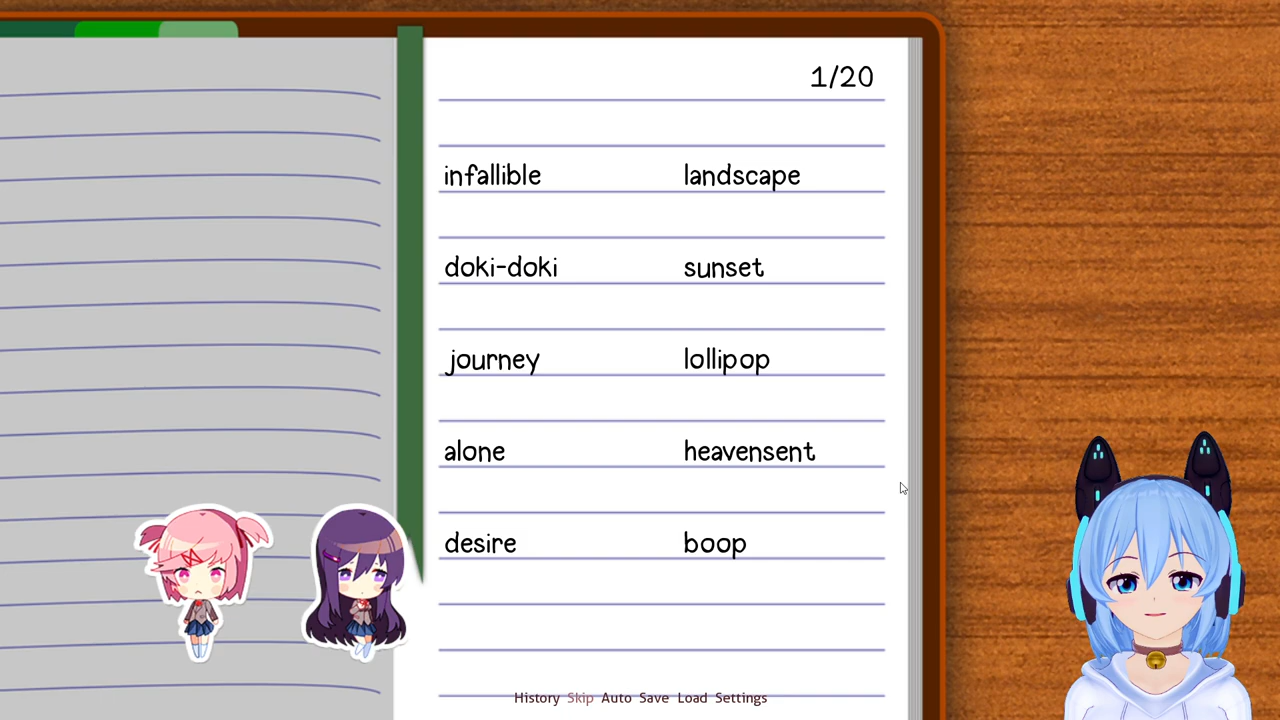 1/20
infallible landscape
doki-doki sunset
journey lollipop
alone heavensent
desire boop
History Skip Auto Save Load Settings